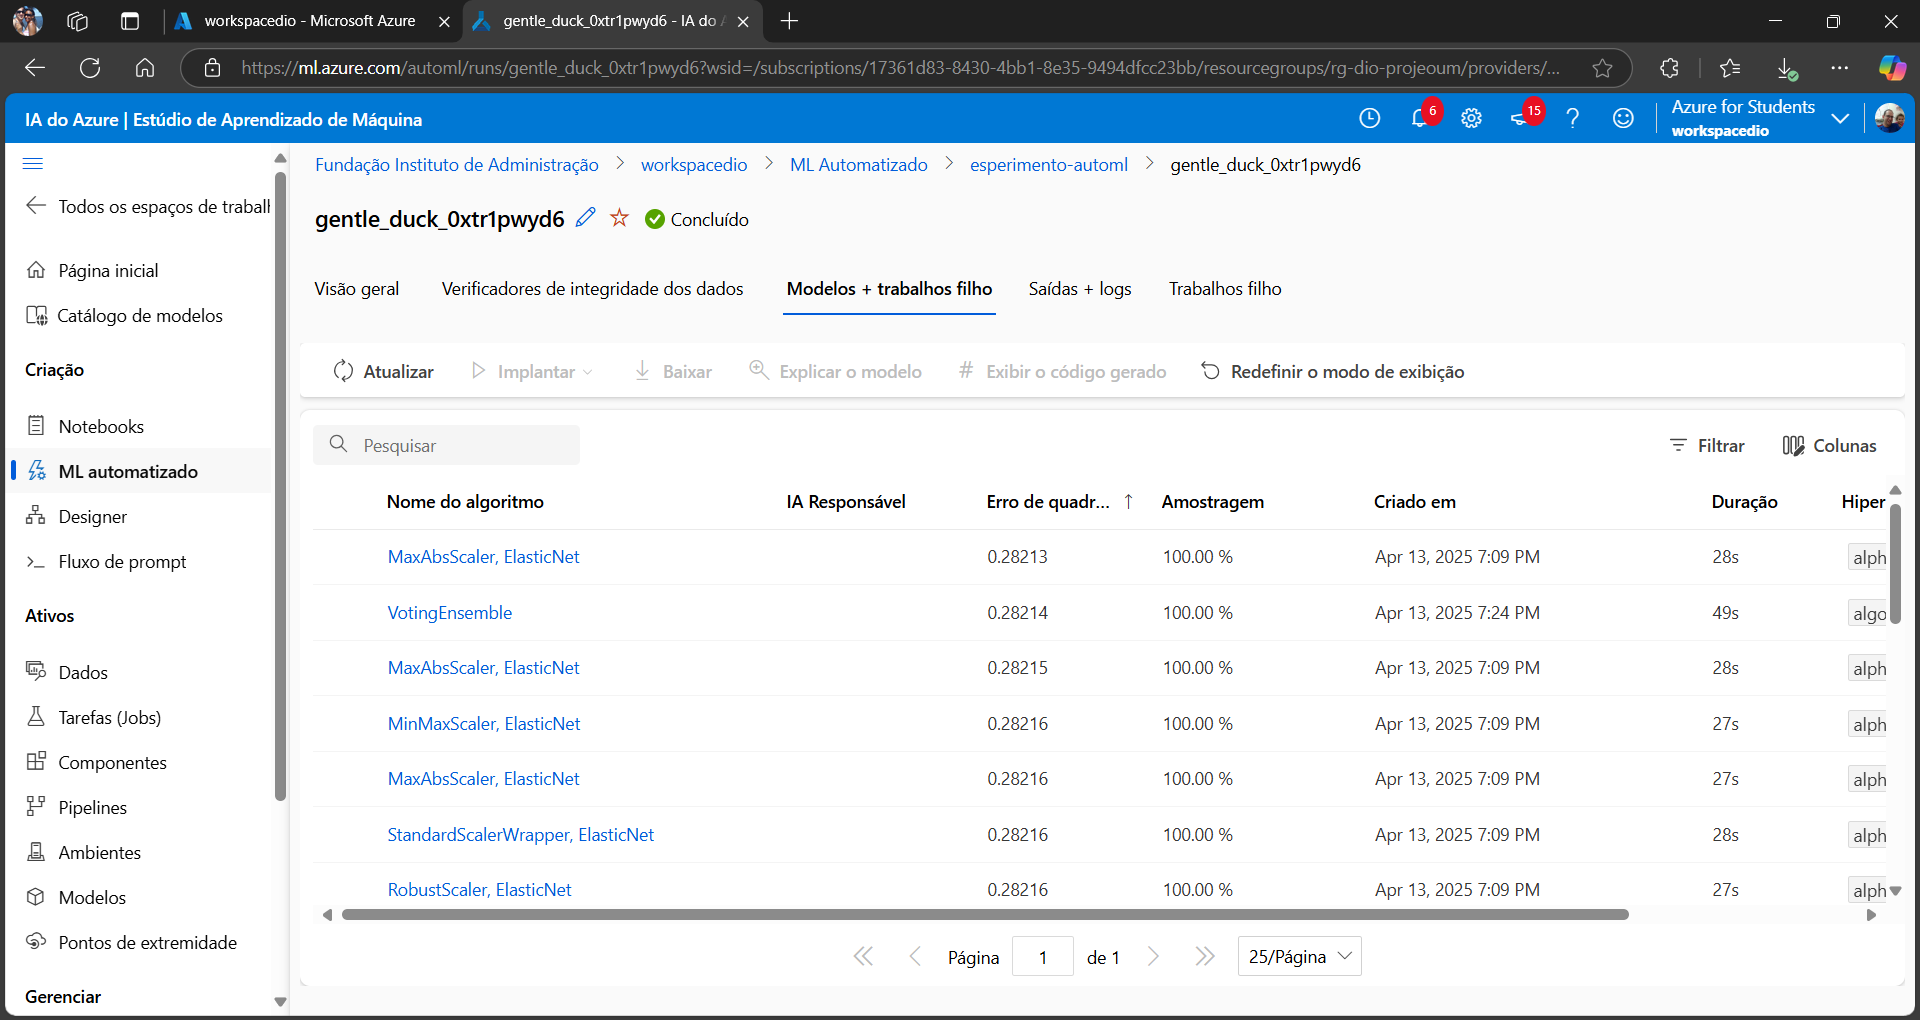 workspacedio - Microsoft Azure
gentle_duck_0xtr1pwyd6 - IA do A
https://ml.azure.com/automl/runs/gentle_duck_0xtr1pwyd6?wsid=/subscriptions/17361d83-8430-4bb1-8e35-9494dfcc23bb/resourcegroups/rg-dio-projeoum/providers/...
IA do Azure | Estúdio de Aprendizado de Máquina
6
15
Azure for Students
workspacedio
Todos os espaços de trabalh
Página inicial
Catálogo de modelos
Criação
Notebooks
ML automatizado
Designer
Fluxo de prompt
Ativos
Dados
Tarefas (Jobs)
Componentes
Pipelines
Ambientes
Modelos
Pontos de extremidade
Gerenciar
Fundação Instituto de Administração > workspacedio > ML Automatizado > esperimento-automl > gentle_duck_0xtr1pwyd6
gentle_duck_0xtr1pwyd6 Concluído
Visão geral Verificadores de integridade dos dados Modelos + trabalhos filho Saídas + logs Trabalhos filho
Atualizar Implantar Baixar Explicar o modelo Exibir o código gerado Redefinir o modo de exibição
Pesquisar Filtrar Colunas
Nome do algoritmo IA Responsável Erro de quadr... ↑ Amostragem Criado em Duração Hiper
MaxAbsScaler, ElasticNet 0.28213 100.00 % Apr 13, 2025 7:09 PM 28s alph
VotingEnsemble 0.28214 100.00 % Apr 13, 2025 7:24 PM 49s algo
MaxAbsScaler, ElasticNet 0.28215 100.00 % Apr 13, 2025 7:09 PM 28s alph
MinMaxScaler, ElasticNet 0.28216 100.00 % Apr 13, 2025 7:09 PM 27s alph
MaxAbsScaler, ElasticNet 0.28216 100.00 % Apr 13, 2025 7:09 PM 27s alph
StandardScalerWrapper, ElasticNet 0.28216 100.00 % Apr 13, 2025 7:09 PM 28s alph
RobustScaler, ElasticNet 0.28216 100.00 % Apr 13, 2025 7:09 PM 27s alph
Página 1 de 1 25/Página